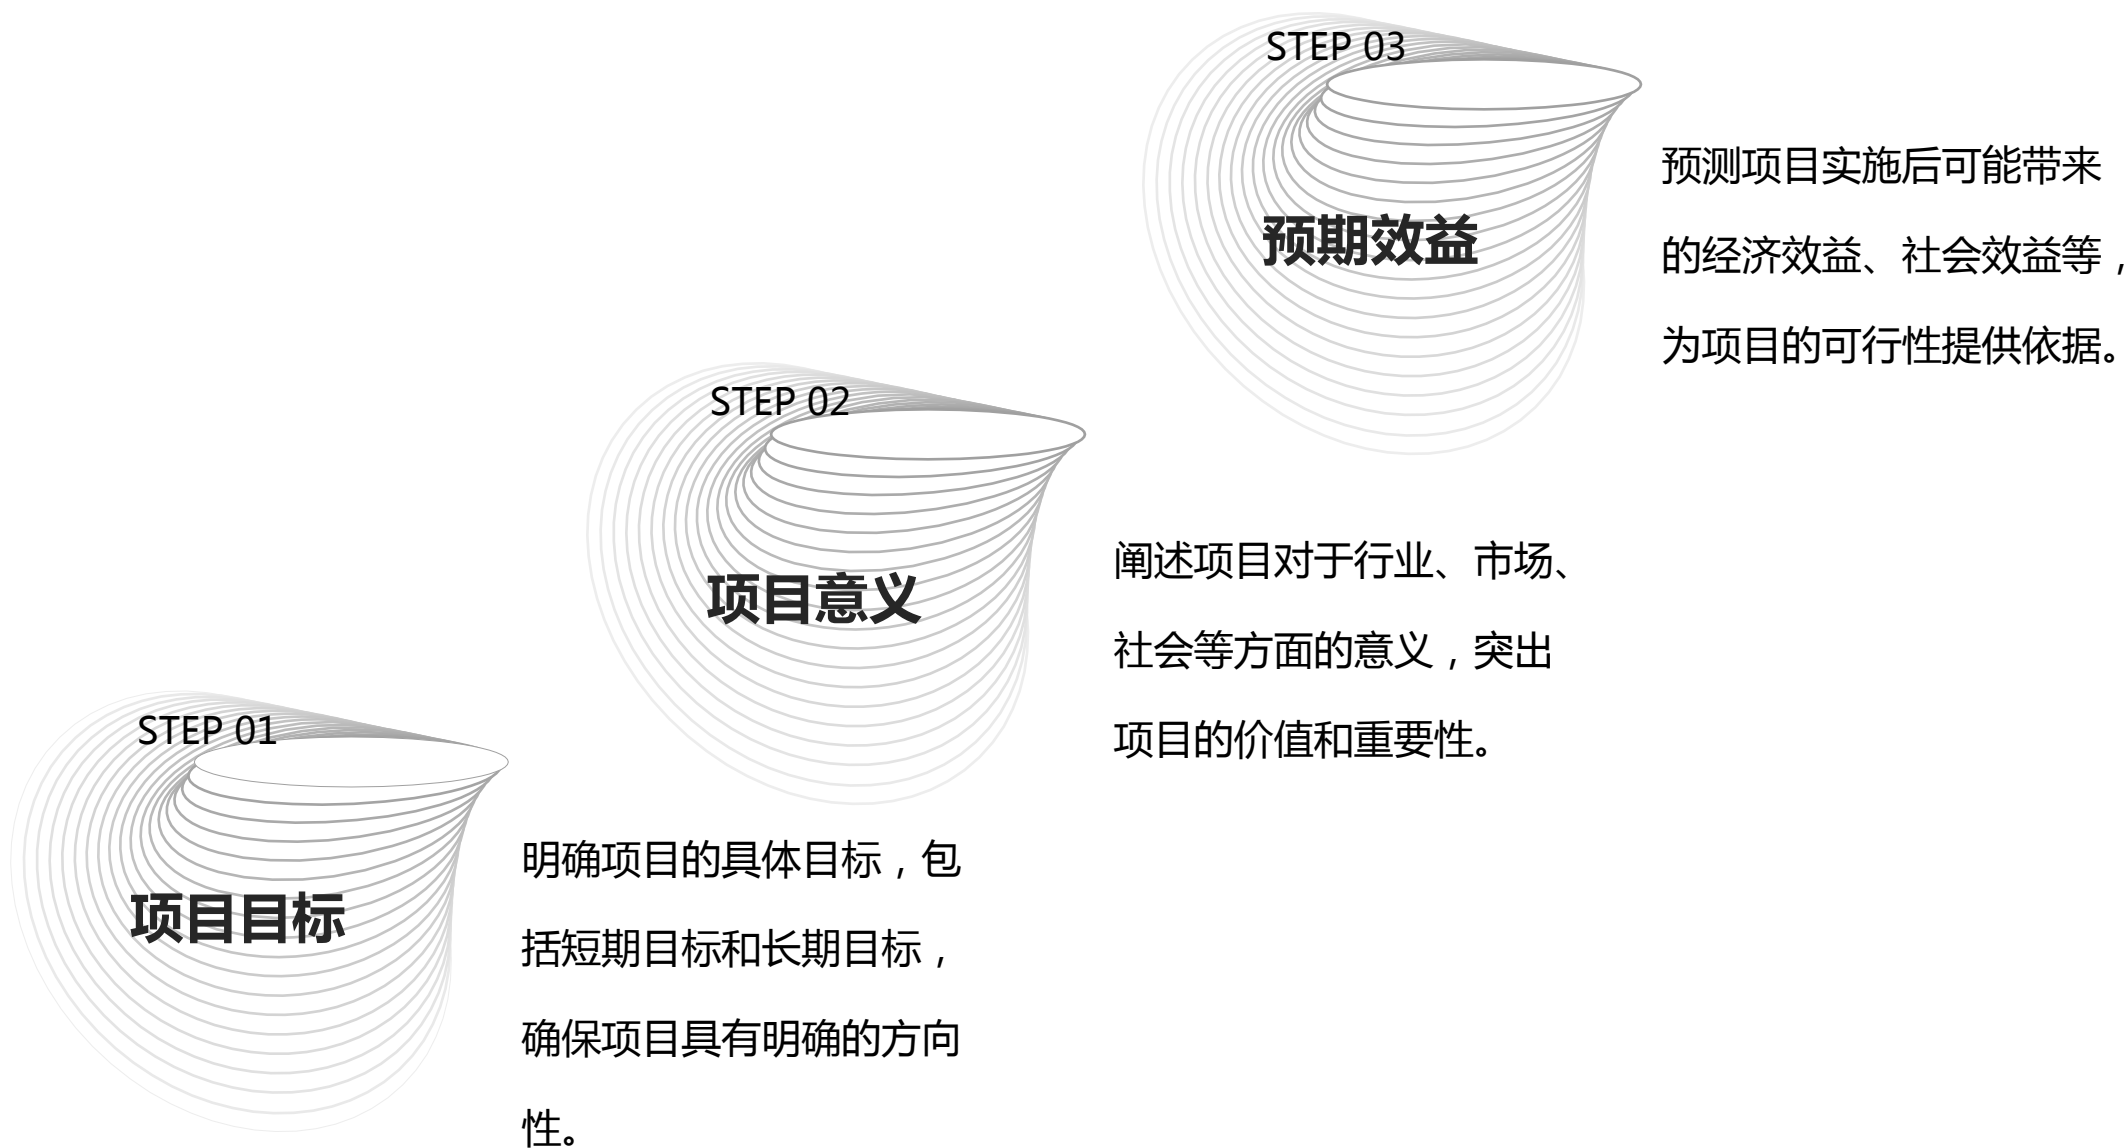 STEP 01
项目目标
明确项目的具体目标，包
括短期目标和长期目标，
确保项目具有明确的方向
性。
STEP 02
项目意义
阐述项目对于行业、市场、
社会等方面的意义，突出
项目的价值和重要性。
STEP 03
预期效益
预测项目实施后可能带来
的经济效益、社会效益等，
为项目的可行性提供依据。